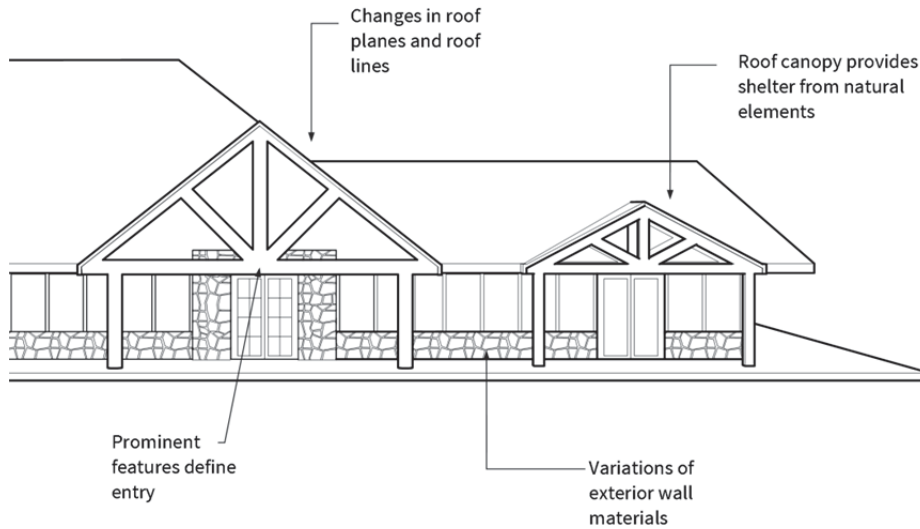 Changes in roof
planes and roof
lines
Roof canopy provides
shelter from natural
elements
Prominent
features define
entry
Variations of
exterior wall
materials